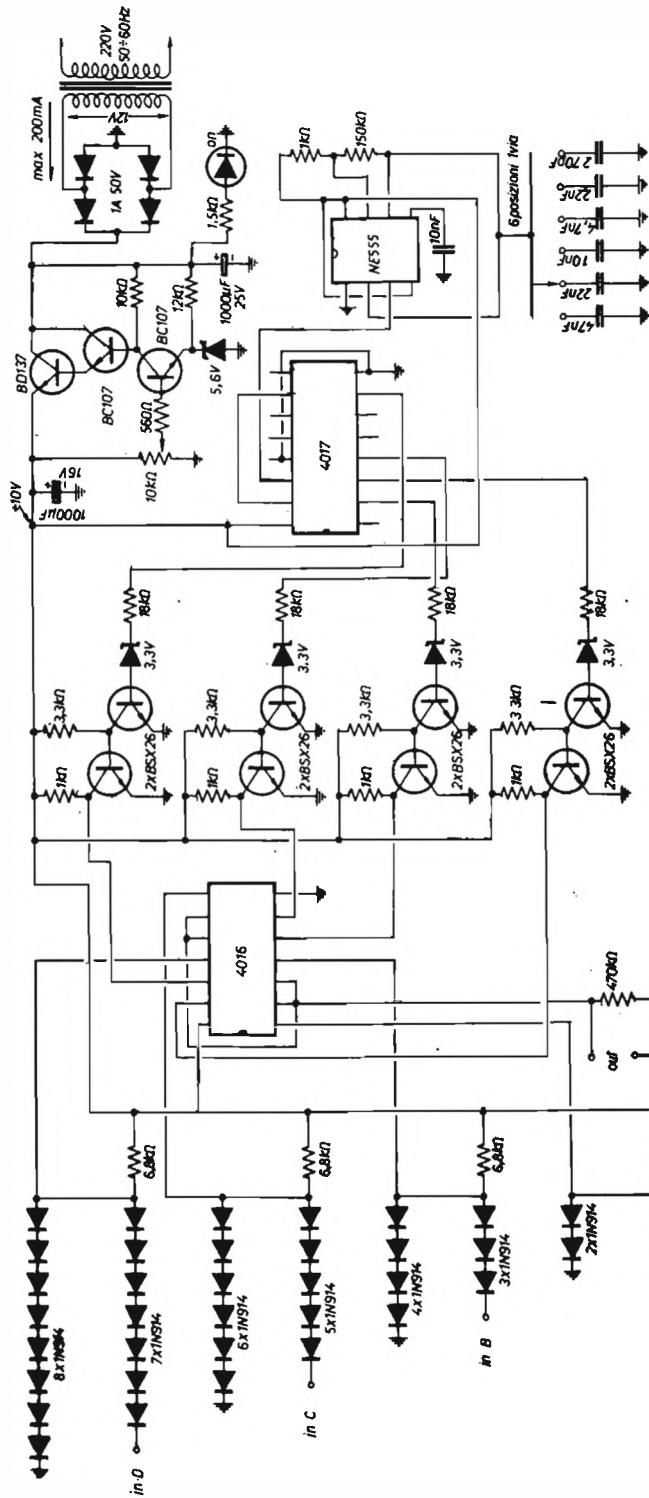 220V
50÷60Hz
max 200mA
12V
1A 50V
on
1,5kΩ
10kΩ
12kΩ
1000µF
25V
BD137
BC107
BC107
5,6V
560Ω
10kΩ
±10V
1000µF
16V
1kΩ
150kΩ
NE555
10nF
6 posizioni 1 via
270pF
22nF
4,7nF
10nF
22nF
47nF
4017
18kΩ
3,3V
3,3kΩ
1kΩ
2xBSX26
18kΩ
3,3V
3,3kΩ
1kΩ
2xBSX26
18kΩ
3,3V
3,3kΩ
1kΩ
2xBSX26
18kΩ
3,3V
3 3kΩ
1kΩ
2xBSX26
4016
470kΩ
out
6,8kΩ
6,8kΩ
6,8kΩ
8x1N914
7x1N914
in D
6x1N914
5x1N914
in C
4x1N914
3x1N914
in B
2x1N914